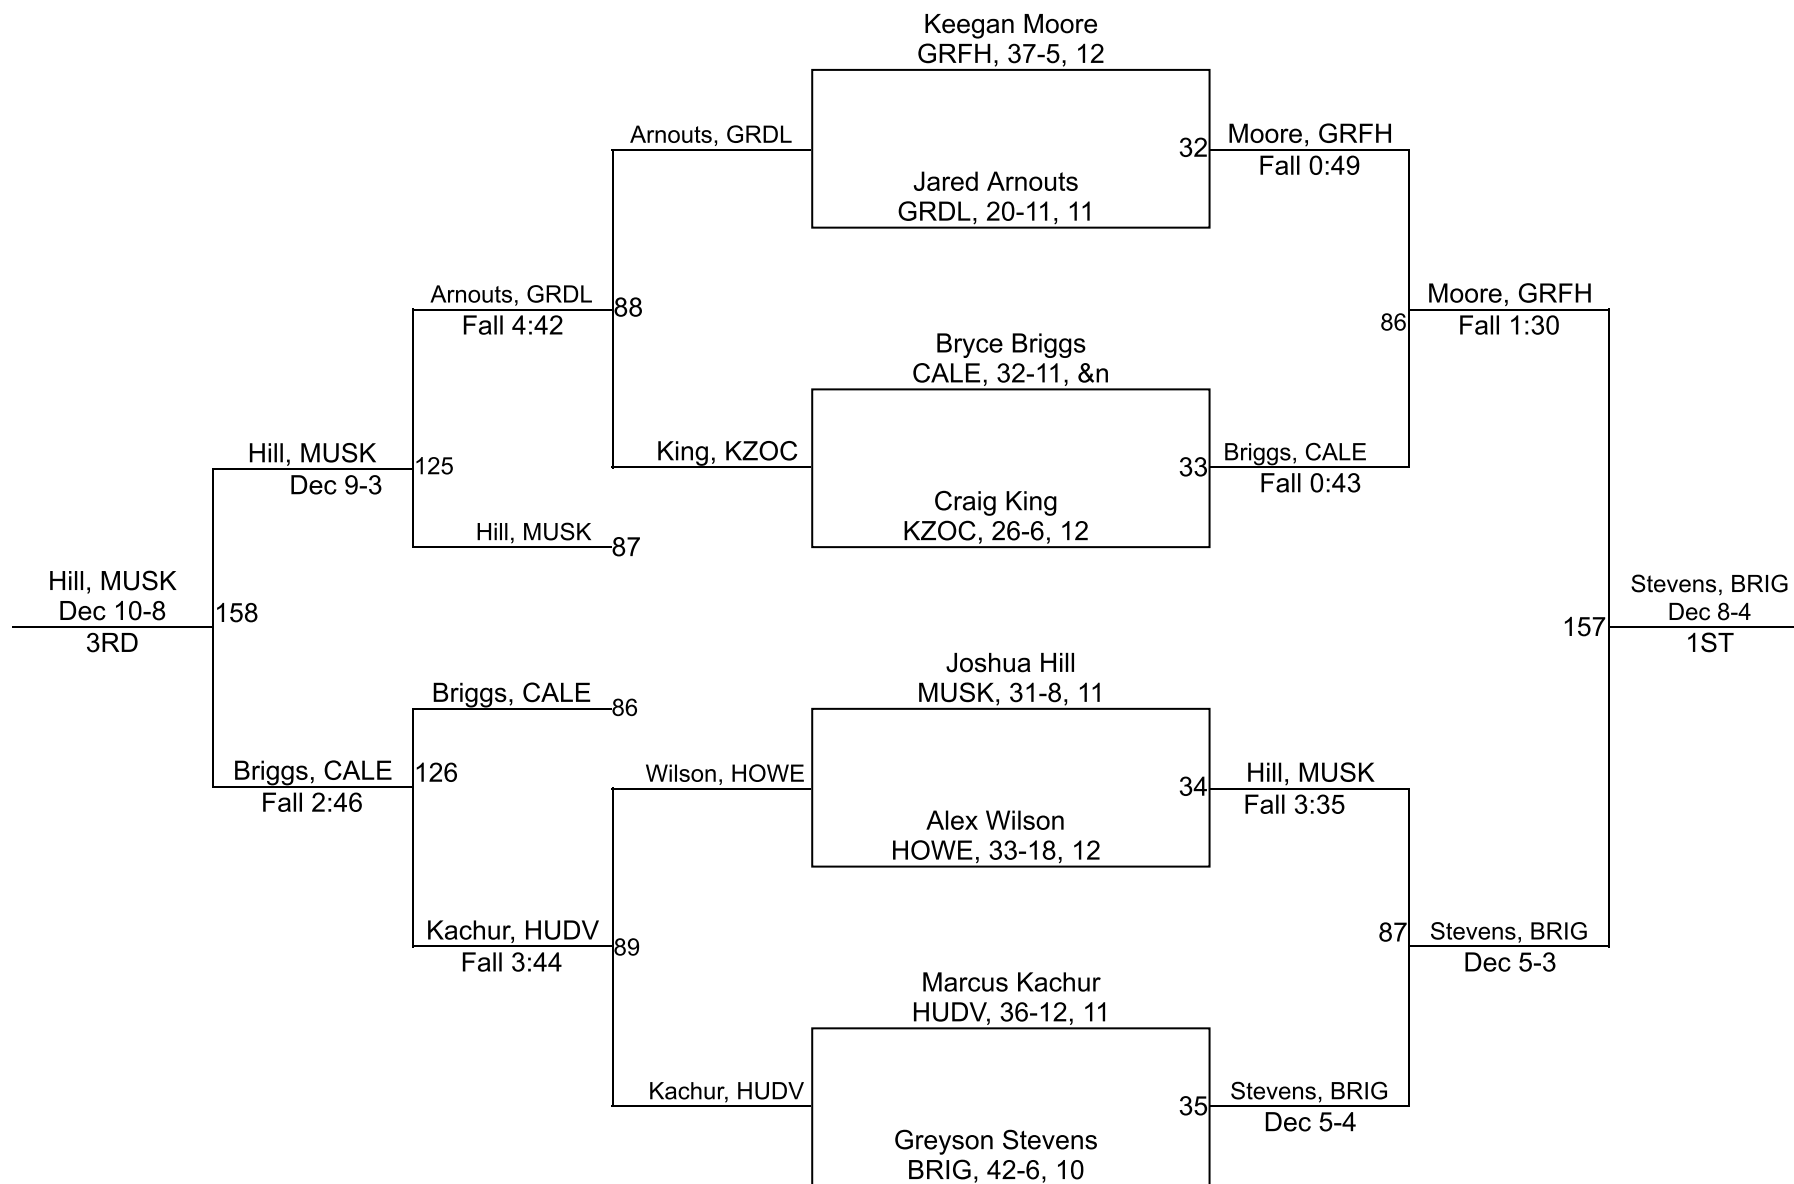 Keegan Moore
GRFH, 37-5, 12
Arnouts, GRDL
32
Moore, GRFH
Fall 0:49
Jared Arnouts
GRDL, 20-11, 11
Arnouts, GRDL
Fall 4:42
88
86
Moore, GRFH
Fall 1:30
Bryce Briggs
CALE, 32-11, &n
Hill, MUSK
Dec 9-3
125
King, KZOC
33
Briggs, CALE
Fall 0:43
Craig King
KZOC, 26-6, 12
Hill, MUSK
87
Hill, MUSK
Dec 10-8
3RD
158
157
Stevens, BRIG
Dec 8-4
1ST
Joshua Hill
MUSK, 31-8, 11
Briggs, CALE
86
Briggs, CALE
Fall 2:46
126
Wilson, HOWE
34
Hill, MUSK
Fall 3:35
Alex Wilson
HOWE, 33-18, 12
Kachur, HUDV
Fall 3:44
89
87
Stevens, BRIG
Dec 5-3
Marcus Kachur
HUDV, 36-12, 11
Kachur, HUDV
35
Stevens, BRIG
Dec 5-4
Greyson Stevens
BRIG, 42-6, 10